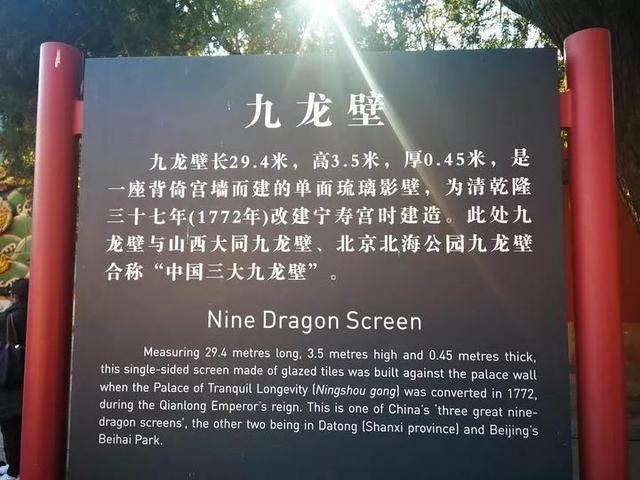 九龙壁
九龙壁长29.4米，高3.5米，厚0.45米，是
一座背倚宫墙而建的单面琉璃影壁，为清乾隆
三十七年(1772年)改建宁寿宫时建造。此处九
龙壁与山西大同九龙壁、北京北海公园九龙壁
合称“中国三大九龙壁”。
Nine Dragon Screen
Measuring 29.4 metres long, 3.5 metres high and 0.45 metres thick,
this single-sided screen made of glazed tiles was built against the palace wall
when the Palace of Tranquil Longevity (Ningshou gong) was converted in 1772,
during the Qianlong Emperor's reign. This is one of China's 'three great nine-
dragon screens', the other two being in Datong (Shanxi province) and Beijing's
Beihai Park.